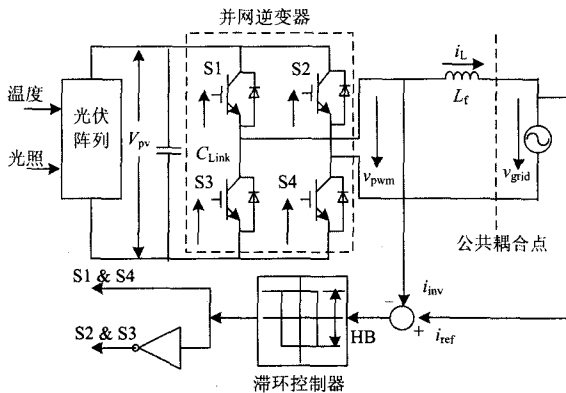 并网逆变器
S1
S2
i_L
温度
光伏
阵列
V_pv
L_f
光照
C_Link
S3
S4
v_pwm
v_grid
公共耦合点
S1 & S4
i_inv
−
+
S2 & S3
HB
i_ref
滞环控制器